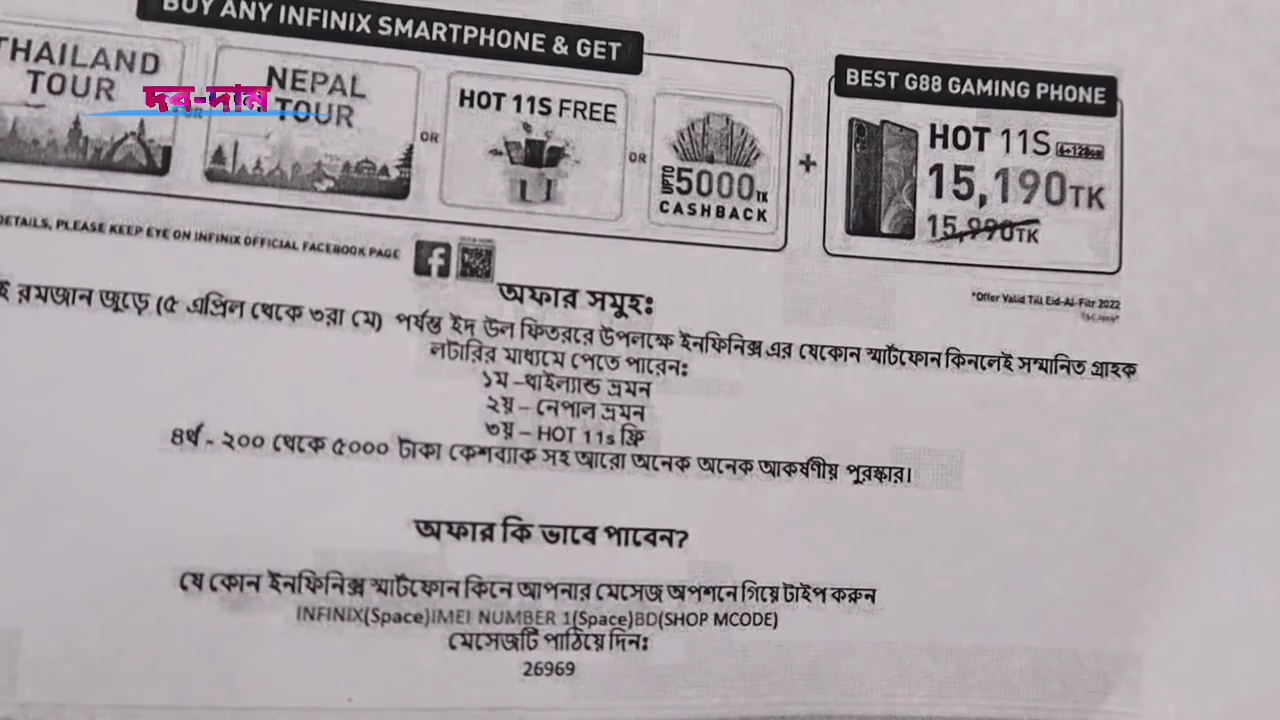 BUY ANY INFINIX SMARTPHONE & GET
THAILAND
TOUR
দর-দাম
NEPAL
TOUR
OR
HOT 11S FREE
OR
5000TK
CASHBACK
+
BEST G88 GAMING PHONE
HOT 11S
15,190TK
15,990TK
DETAILS, PLEASE KEEP EYE ON INFINIX OFFICIAL FACEBOOK PAGE
*Offer Valid Till Eid-Al-Fitr 2022
অফার সমুহঃ
ই রমজান জুড়ে (৫ এপ্রিল থেকে ৩রা মে) পর্যন্ত ইদ উল ফিতররে উপলক্ষে ইনফিনিক্স এর যেকোন স্মার্টফোন কিনলেই সম্মানিত গ্রাহক
লটারির মাধ্যমে পেতে পারেন:
১ম –থাইল্যান্ড ভ্রমন
২য় – নেপাল ভ্রমন
৩য় – HOT 11s ফ্রি
৪র্থ - ২০০ থেকে ৫০০০ টাকা কেশব্যাক সহ আরো অনেক অনেক আকর্ষণীয় পুরস্কার।
অফার কি ভাবে পাবেন?
যে কোন ইনফিনিক্স স্মার্টফোন কিনে আপনার মেসেজ অপশনে গিয়ে টাইপ করুন
INFINIX(Space)IMEI NUMBER 1(Space)BD(SHOP MCODE)
মেসেজটি পাঠিয়ে দিন:
26969